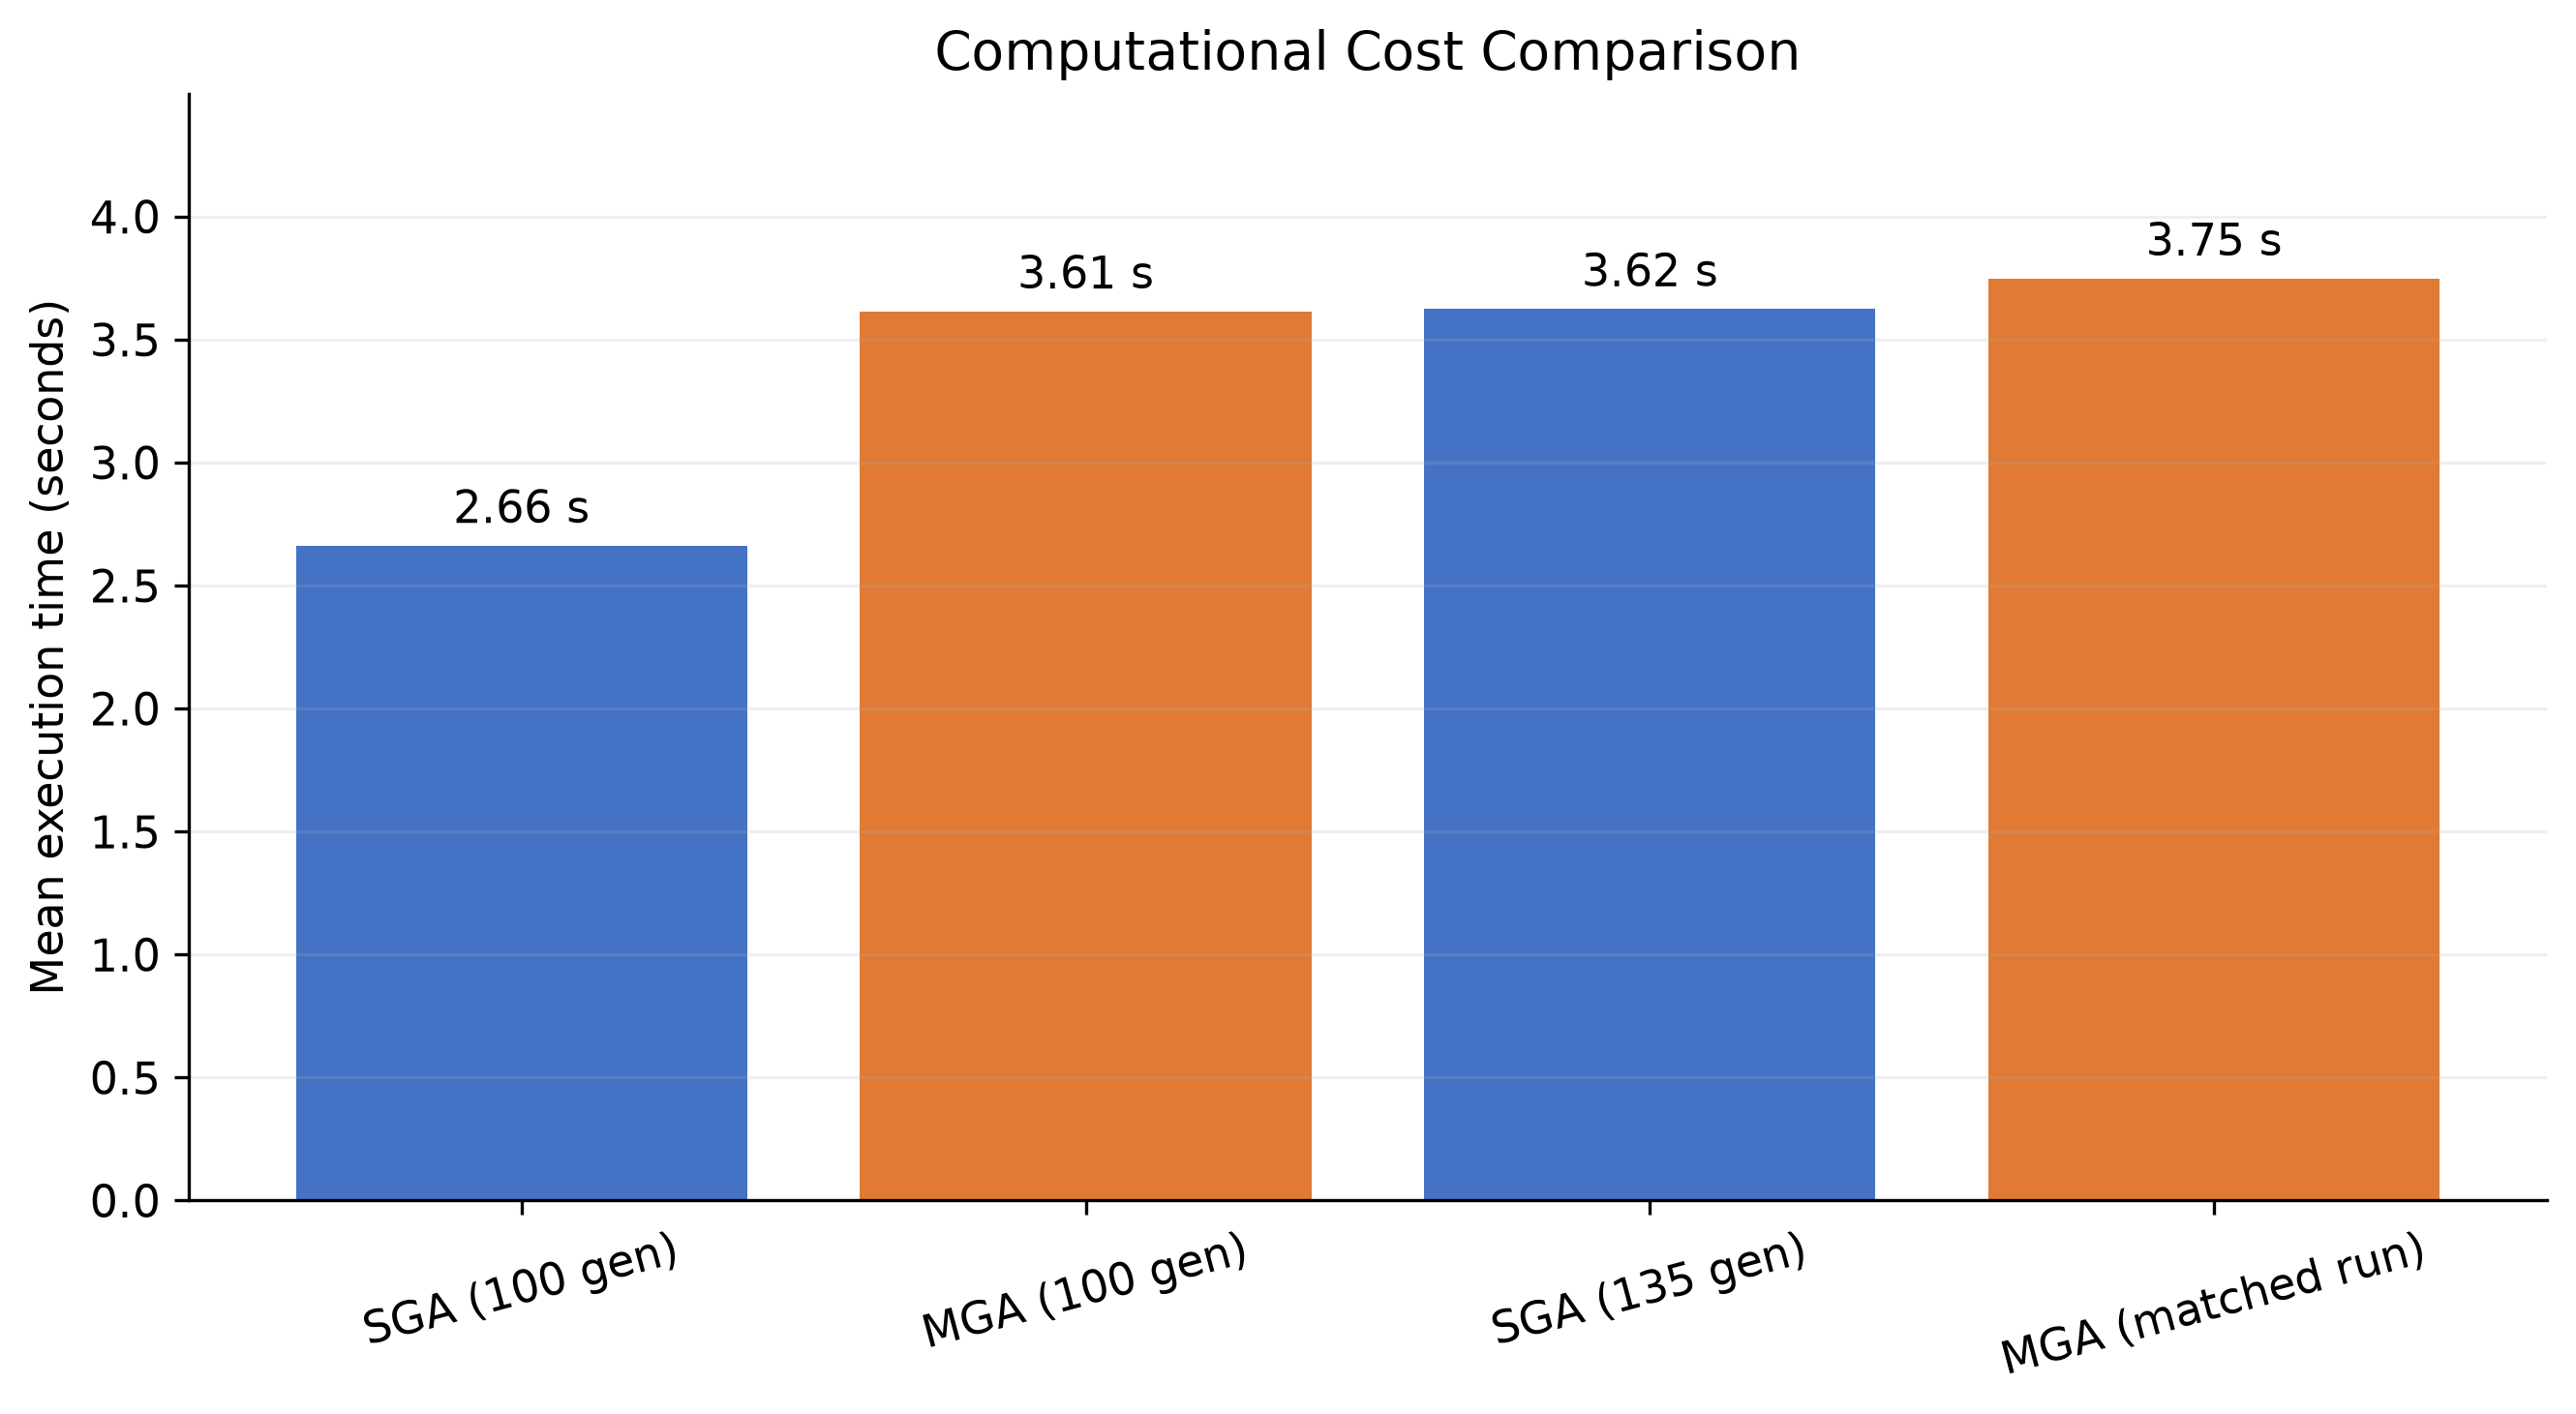 Computational Cost Comparison
Mean execution time (seconds)
4.0
3.5
3.0
2.5
2.0
1.5
1.0
0.5
0.0
2.66 s
3.61 s
3.62 s
3.75 s
SGA (100 gen)
MGA (100 gen)
SGA (135 gen)
MGA (matched run)